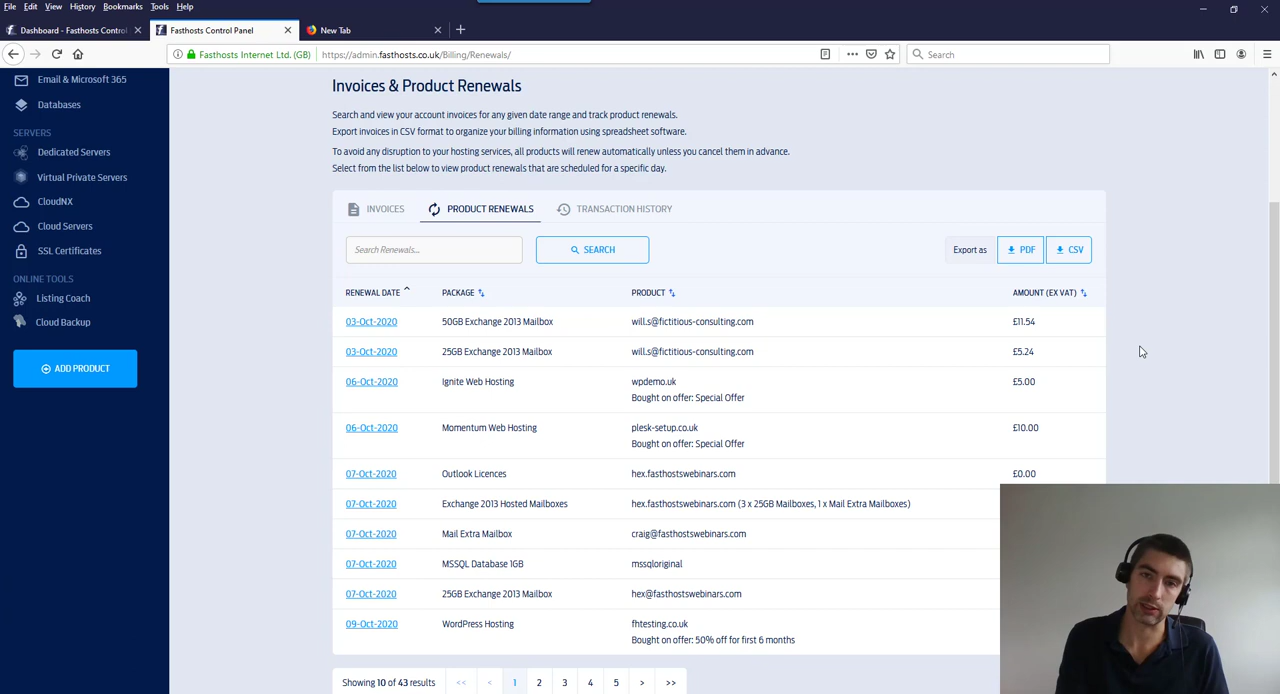 File Edit View History Bookmarks Tools Help
Dashboard - Fasthosts Control
Fasthosts Control Panel
New Tab
Fasthosts Internet Ltd. (GB)
https://admin.fasthosts.co.uk/Billing/Renewals/
Search
Email & Microsoft 365
Databases
SERVERS
Dedicated Servers
Virtual Private Servers
CloudNX
Cloud Servers
SSL Certificates
ONLINE TOOLS
Listing Coach
Cloud Backup
ADD PRODUCT
Invoices & Product Renewals
Search and view your account invoices for any given date range and track product renewals.
Export invoices in CSV format to organize your billing information using spreadsheet software.
To avoid any disruption to your hosting services, all products will renew automatically unless you cancel them in advance.
Select from the list below to view product renewals that are scheduled for a specific day.
INVOICES PRODUCT RENEWALS TRANSACTION HISTORY
Search Renewals... SEARCH Export as PDF CSV
RENEWAL DATE PACKAGE PRODUCT AMOUNT (EX VAT)
03-Oct-2020 50GB Exchange 2013 Mailbox will.s@fictitious-consulting.com £11.54
03-Oct-2020 25GB Exchange 2013 Mailbox will.s@fictitious-consulting.com £5.24
06-Oct-2020 Ignite Web Hosting wpdemo.uk £5.00
Bought on offer: Special Offer
06-Oct-2020 Momentum Web Hosting plesk-setup.co.uk £10.00
Bought on offer: Special Offer
07-Oct-2020 Outlook Licences hex.fasthostswebinars.com £0.00
07-Oct-2020 Exchange 2013 Hosted Mailboxes hex.fasthostswebinars.com (3 x 25GB Mailboxes, 1 x Mail Extra Mailboxes)
07-Oct-2020 Mail Extra Mailbox craig@fasthostswebinars.com
07-Oct-2020 MSSQL Database 1GB mssqloriginal
07-Oct-2020 25GB Exchange 2013 Mailbox hex@fasthostswebinars.com
09-Oct-2020 WordPress Hosting fhtesting.co.uk
Bought on offer: 50% off for first 6 months
Showing 10 of 43 results << < 1 2 3 4 5 > >>